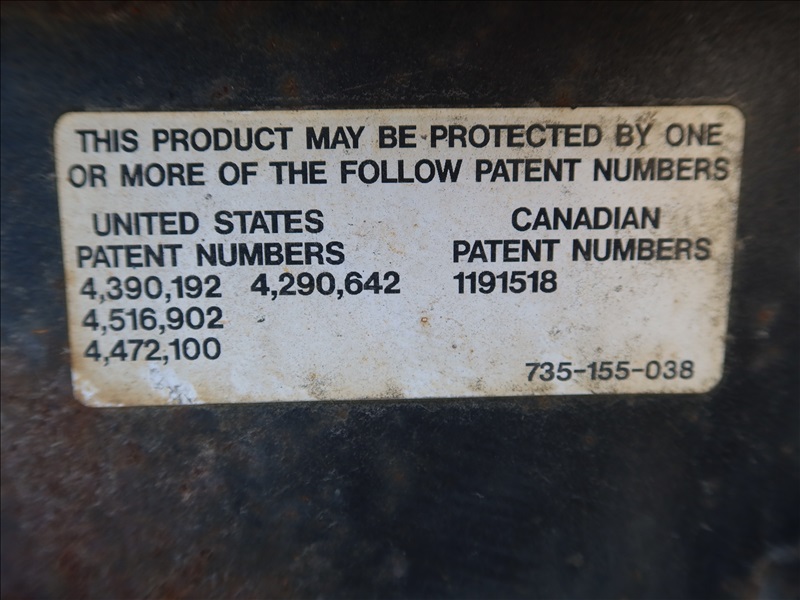 THIS PRODUCT MAY BE PROTECTED BY ONE
OR MORE OF THE FOLLOW PATENT NUMBERS
UNITED STATES
PATENT NUMBERS
4,390,192 4,290,642
4,516,902
4,472,100
CANADIAN
PATENT NUMBERS
1191518
735-155-038